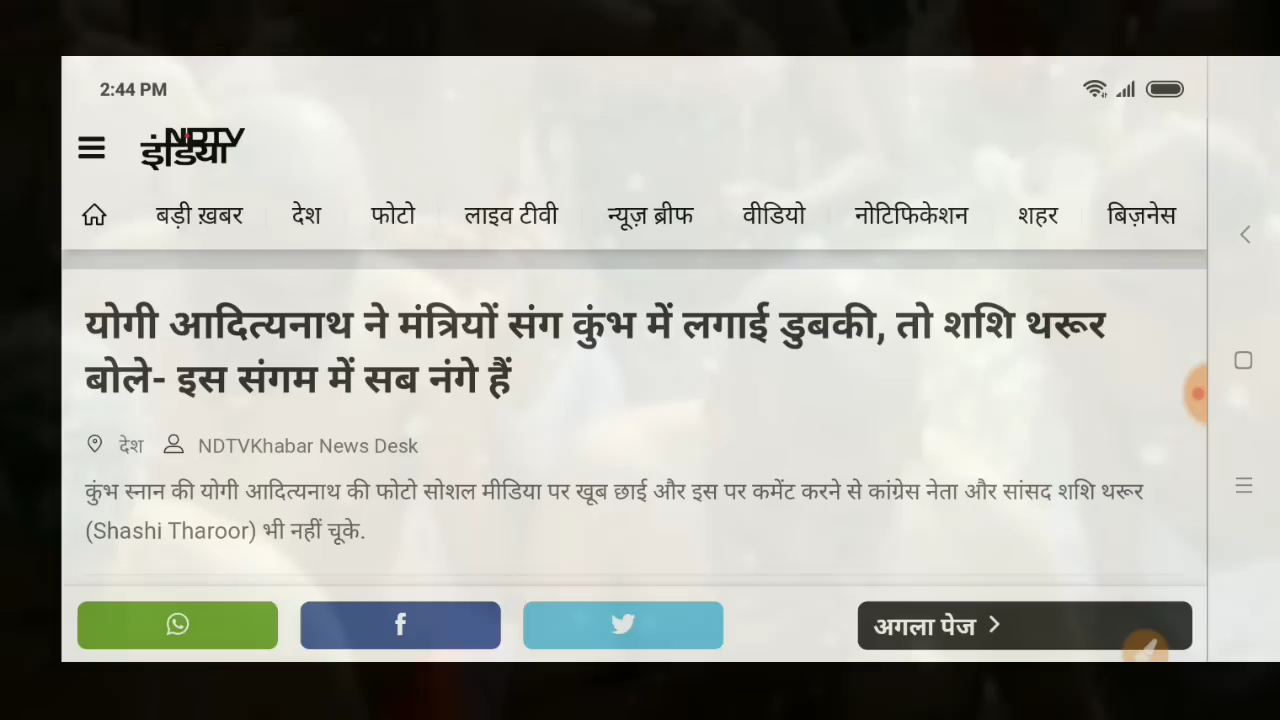 2:44 PM
NDTV
इंडिया
बड़ी ख़बर देश फोटो लाइव टीवी न्यूज़ ब्रीफ वीडियो नोटिफिकेशन शहर बिज़नेस
योगी आदित्यनाथ ने मंत्रियों संग कुंभ में लगाई डुबकी, तो शशि थरूर
बोले- इस संगम में सब नंगे हैं
देश NDTVKhabar News Desk
कुंभ स्नान की योगी आदित्यनाथ की फोटो सोशल मीडिया पर खूब छाई और इस पर कमेंट करने से कांग्रेस नेता और सांसद शशि थरूर
(Shashi Tharoor) भी नहीं चूके.
अगला पेज